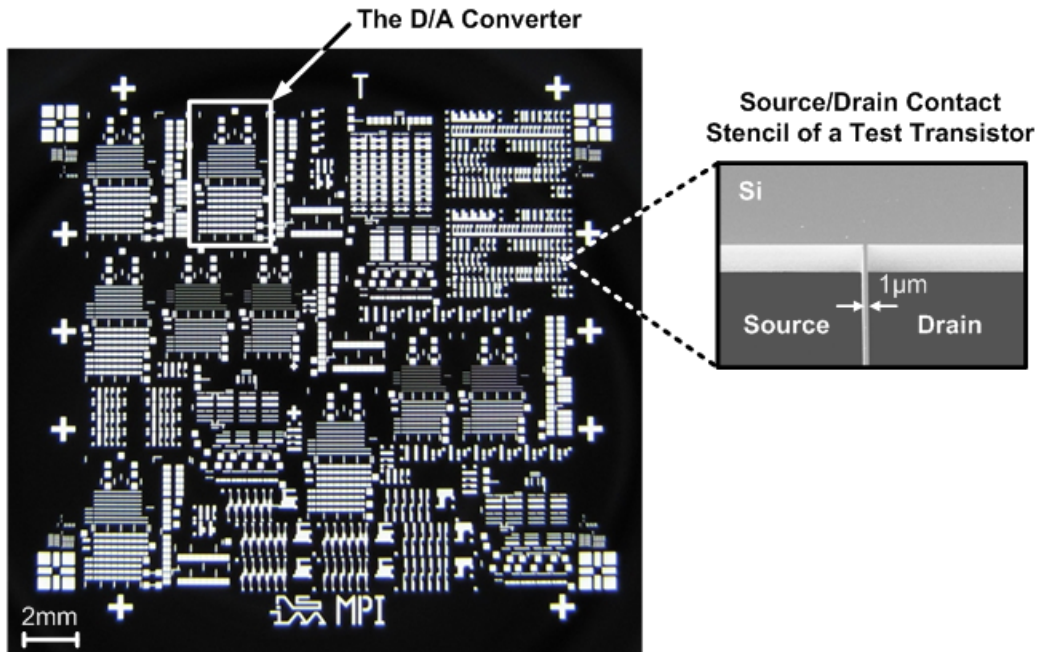 The D/A Converter
T
Source/Drain Contact
Stencil of a Test Transistor
Si
1µm
Source
Drain
2mm
MPI